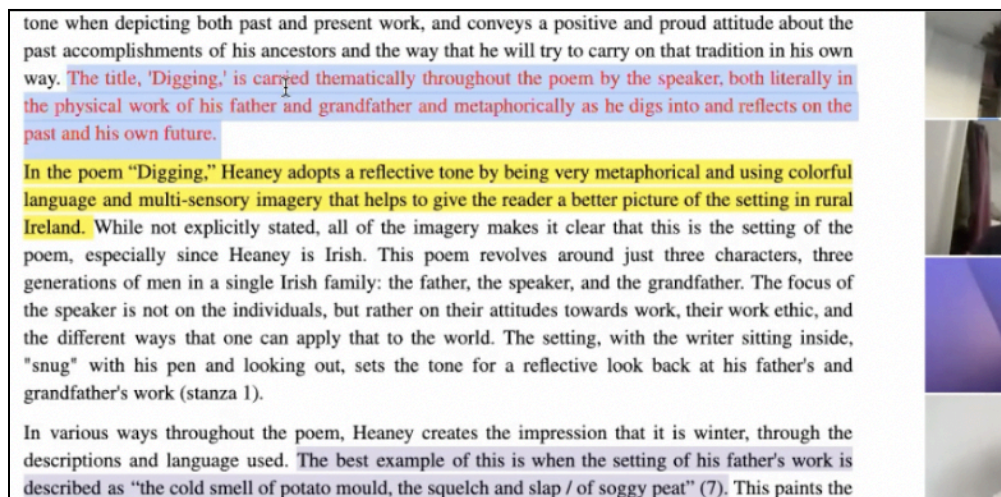 tone when depicting both past and present work, and conveys a positive and proud attitude about the
past accomplishments of his ancestors and the way that he will try to carry on that tradition in his own
way. The title, 'Digging,' is carried thematically throughout the poem by the speaker, both literally in
the physical work of his father and grandfather and metaphorically as he digs into and reflects on the
past and his own future.
In the poem “Digging,” Heaney adopts a reflective tone by being very metaphorical and using colorful
language and multi-sensory imagery that helps to give the reader a better picture of the setting in rural
Ireland. While not explicitly stated, all of the imagery makes it clear that this is the setting of the
poem, especially since Heaney is Irish. This poem revolves around just three characters, three
generations of men in a single Irish family: the father, the speaker, and the grandfather. The focus of
the speaker is not on the individuals, but rather on their attitudes towards work, their work ethic, and
the different ways that one can apply that to the world. The setting, with the writer sitting inside,
"snug" with his pen and looking out, sets the tone for a reflective look back at his father's and
grandfather's work (stanza 1).
In various ways throughout the poem, Heaney creates the impression that it is winter, through the
descriptions and language used. The best example of this is when the setting of his father's work is
described as “the cold smell of potato mould, the squelch and slap / of soggy peat” (7). This paints the